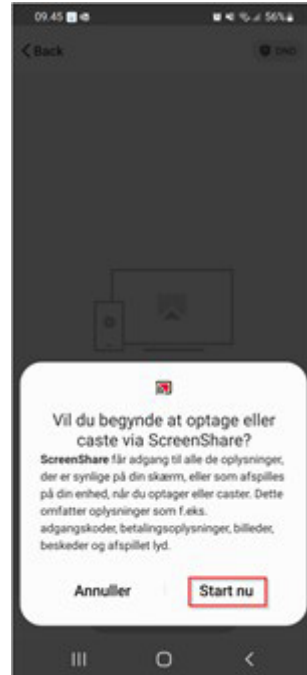 09.45
56%
Back
END
Vil du begynde at optage eller
caste via ScreenShare?
ScreenShare får adgang til alle de oplysninger,
der er synlige på din skærm, eller som afspilles
på din enhed, når du optager eller caster. Dette
omfatter oplysninger som f.eks.
adgangskoder, betalingsoplysninger, billeder,
beskeder og afspillet lyd.
Annuller
Start nu